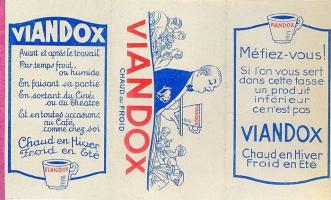 VIANDOX
Avant et après le travail
Par temps froid,
ou humide
En faisant sa partie
En sortant du Ciné,
ou du théâtre
Et en toutes occasions,
au Café,
comme chez soi
Chaud en Hiver
Froid en Eté
VIANDOX
VIANDOX
CHAUD OU FROID
VIANDOX
VIANDOX
Méfiez-vous!
Si l'on vous sert
dans cette tasse
un produit
inférieur
ce n'est pas
VIANDOX
Chaud en Hiver
Froid en Eté